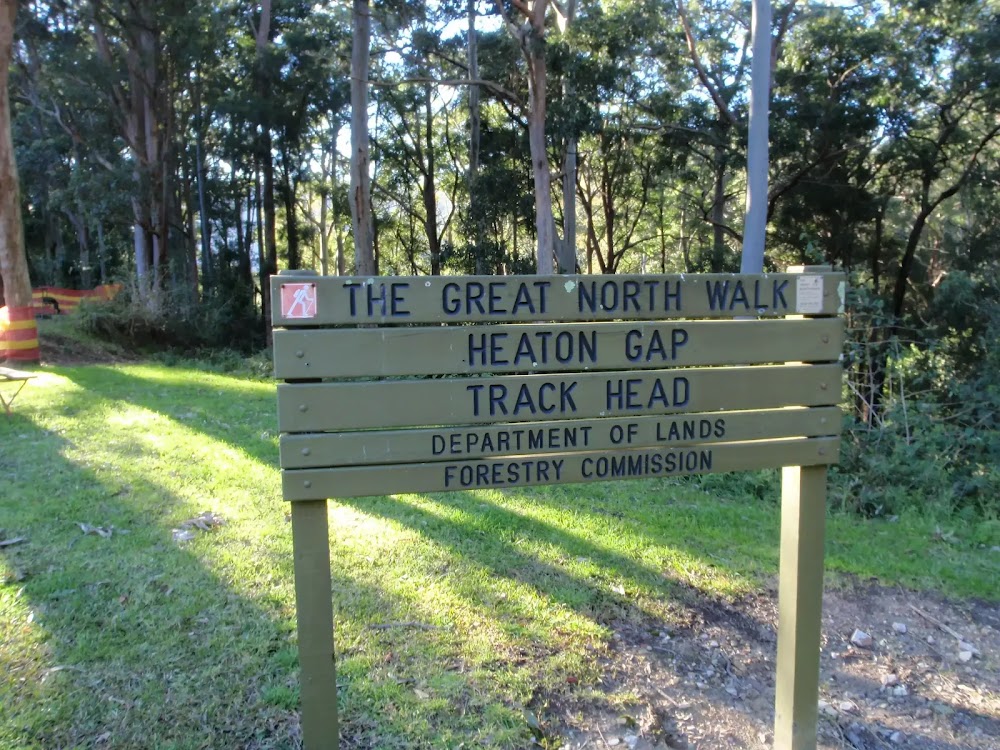 THE GREAT NORTH WALK
HEATON GAP
TRACK HEAD
DEPARTMENT OF LANDS
FORESTRY COMMISSION